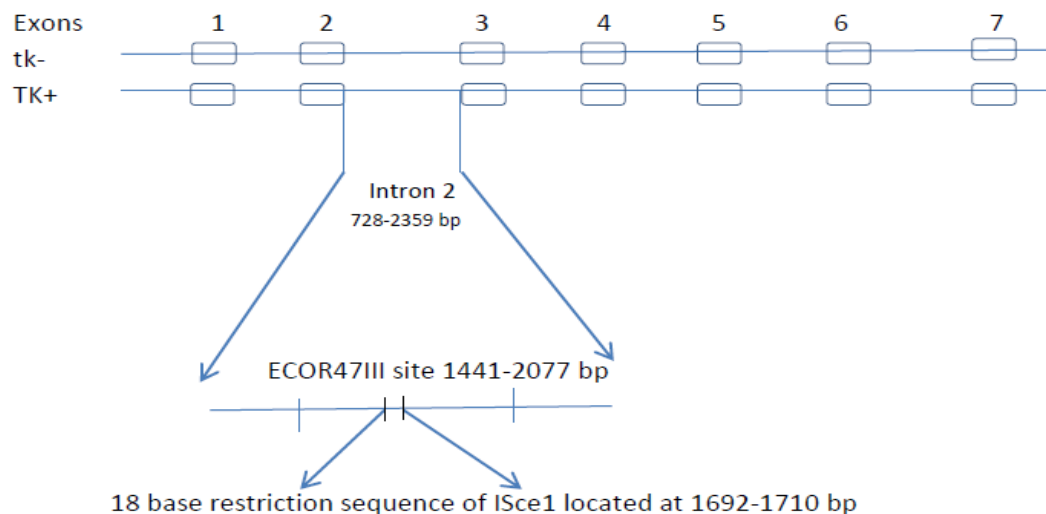 Exons 1 2 3 4 5 6 7
tk-
TK+
Intron 2
728-2359 bp
ECOR47III site 1441-2077 bp
18 base restriction sequence of ISce1 located at 1692-1710 bp